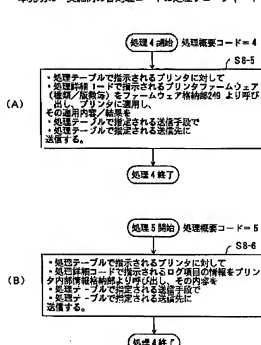 処理4開始 処理概要コード=4
S8-5
(A)
・処理テーブルで指示されるプリンタに対して
・処理詳細コードで指示されるプリンタファームウェア
(種類/版数等)をファームウェア格納部249 より呼び
出し、プリンタに適用し、
その適用内容/結果を
・処理テーブルで指定される送信手段で
・処理テーブルで指定される送信先に
送信する。
処理4終了
処理5開始 処理概要コード=5
S8-6
(B)
・処理テーブルで指示されるプリンタに対して
・処理詳細コードで指示されるログ項目の情報をプリン
タ内部情報格納部より呼び出し、その内容を
・処理テーブルで指定される送信手段で
・処理テーブルで指定される送信先に
送信する。
処理4終了